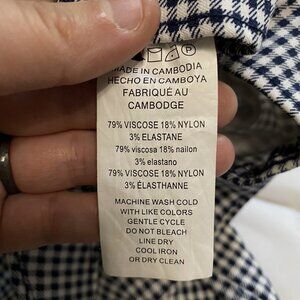 MADE IN CAMBODIA
HECHO EN CAMBOYA
FABRIQUÉ AU
CAMBODGE
79% VISCOSE 18% NYLON
3% ELASTANE
79% viscosa 18% nailon
3% elastano
79% VISCOSE 18% NYLON
3% ÉLASTHANNE
MACHINE WASH COLD
WITH LIKE COLORS
GENTLE CYCLE
DO NOT BLEACH
LINE DRY
COOL IRON
OR DRY CLEAN